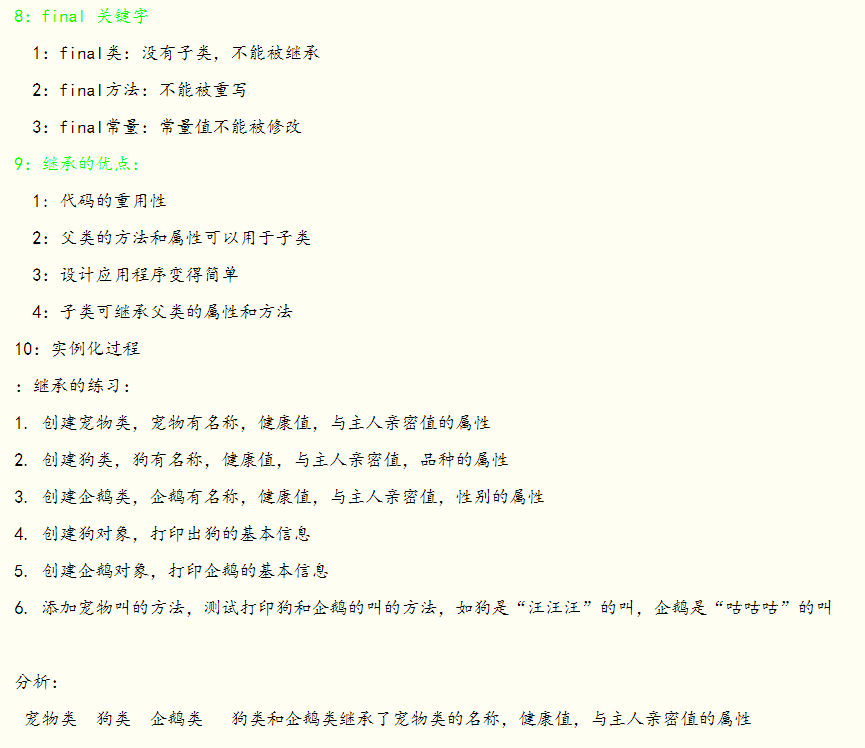 8: final 关键字
1: final类: 没有子类, 不能被继承
2: final方法: 不能被重写
3: final常量: 常量值不能被修改
9: 继承的优点:
1: 代码的重用性
2: 父类的方法和属性可以用于子类
3: 设计应用程序变得简单
4: 子类可继承父类的属性和方法
10: 实例化过程
: 继承的练习:
1. 创建宠物类, 宠物有名称, 健康值, 与主人亲密值的属性
2. 创建狗类, 狗有名称, 健康值, 与主人亲密值, 品种的属性
3. 创建企鹅类, 企鹅有名称, 健康值, 与主人亲密值, 性别的属性
4. 创建狗对象, 打印出狗的基本信息
5. 创建企鹅对象, 打印企鹅的基本信息
6. 添加宠物叫的方法, 测试打印狗和企鹅的叫的方法, 如狗是“汪汪汪”的叫, 企鹅是“咕咕咕”的叫
分析:
宠物类 狗类 企鹅类 狗类和企鹅类继承了宠物类的名称, 健康值, 与主人亲密值的属性